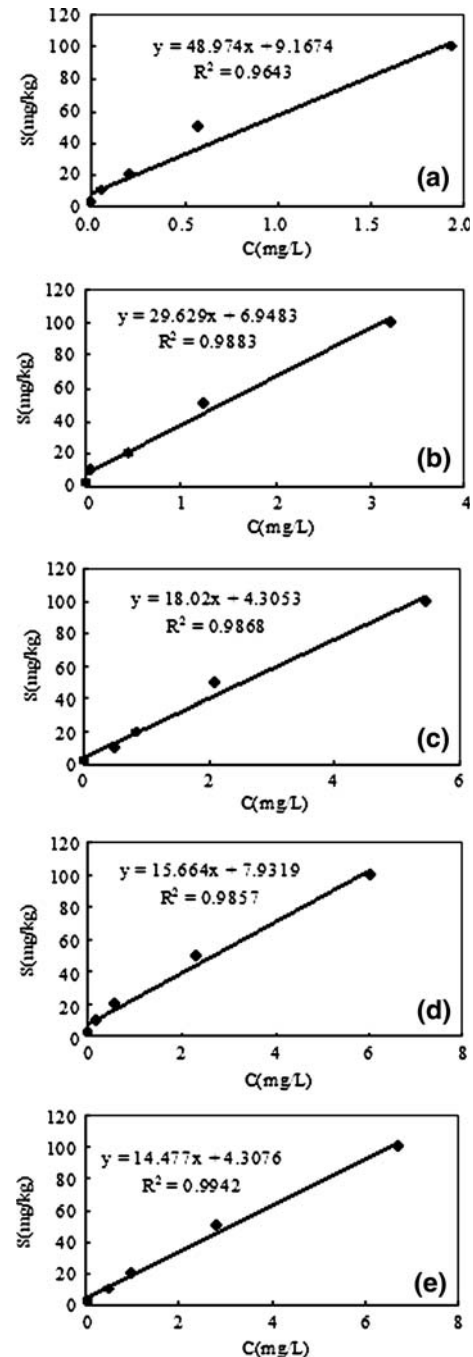 120
y = 48.974x + 9.1674
100
R² = 0.9643
80
60
40
20
0
S(mg/kg)
(a)
0.0 0.5 1.0 1.5 2.0
C(mg/L)
120
y = 29.629x + 6.9483
100
R² = 0.9883
80
60
40
20
0
S(mg/kg)
(b)
0 1 2 3 4
C(mg/L)
120
y = 18.02x + 4.3053
100
R² = 0.9868
80
60
40
20
0
S(mg/kg)
(c)
0 2 4 6
C(mg/L)
120
y = 15.664x + 7.9319
100
R² = 0.9857
80
60
40
20
0
S(mg/kg)
(d)
0 2 4 6 8
C(mg/L)
120
y = 14.477x + 4.3076
100
R² = 0.9942
80
60
40
20
0
S(mg/kg)
(e)
0 2 4 6 8
C(mg/L)